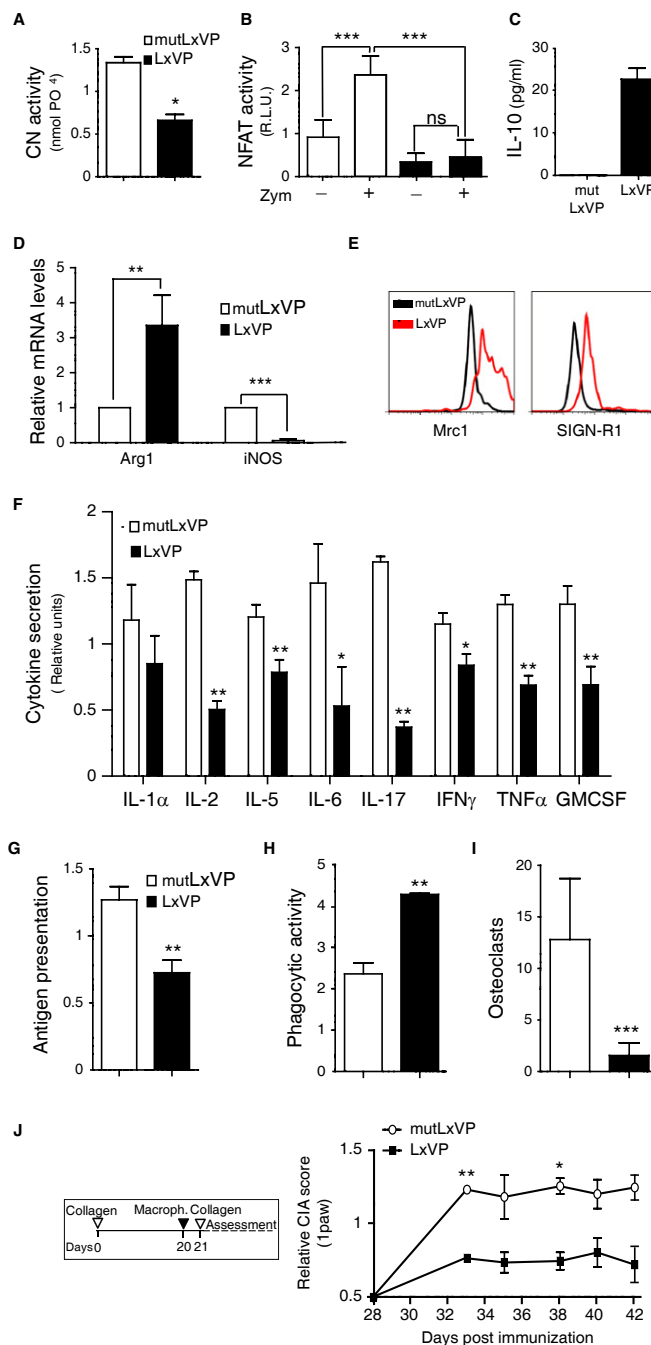 A
mutLxVP
LxVP
CN activity
(nmol PO 4)
1.5
1
0.5
0
*
B
NFAT activity
(R.L.U.)
3
2
1
0
***
***
ns
Zym – + – +
C
IL-10 (pg/ml)
30
20
10
0
mut
LxVP
LxVP
D
Relative mRNA levels
5
4
3
2
1
0
**
***
mutLxVP
LxVP
Arg1
iNOS
E
mutLxVP
LxVP
Mrc1
SIGN-R1
F
mutLxVP
LxVP
Cytokine secretion
( Relative units)
2
1.5
1
0.5
0
**
**
*
**
*
**
**
IL-1α IL-2 IL-5 IL-6 IL-17 IFNγ TNFα GMCSF
G
mutLxVP
LxVP
Antigen presentation
1.5
1
0.5
0
**
H
Phagocytic activity
5
4
3
2
1
0
**
I
Osteoclasts
20
15
10
5
0
***
J
Collagen
Macroph. Collagen
Assessment
Days 0
20 21
mutLxVP
LxVP
Relative CIA score
(1paw)
1.5
1
0.5
**
*
28 30 32 34 36 38 40 42
Days post immunization